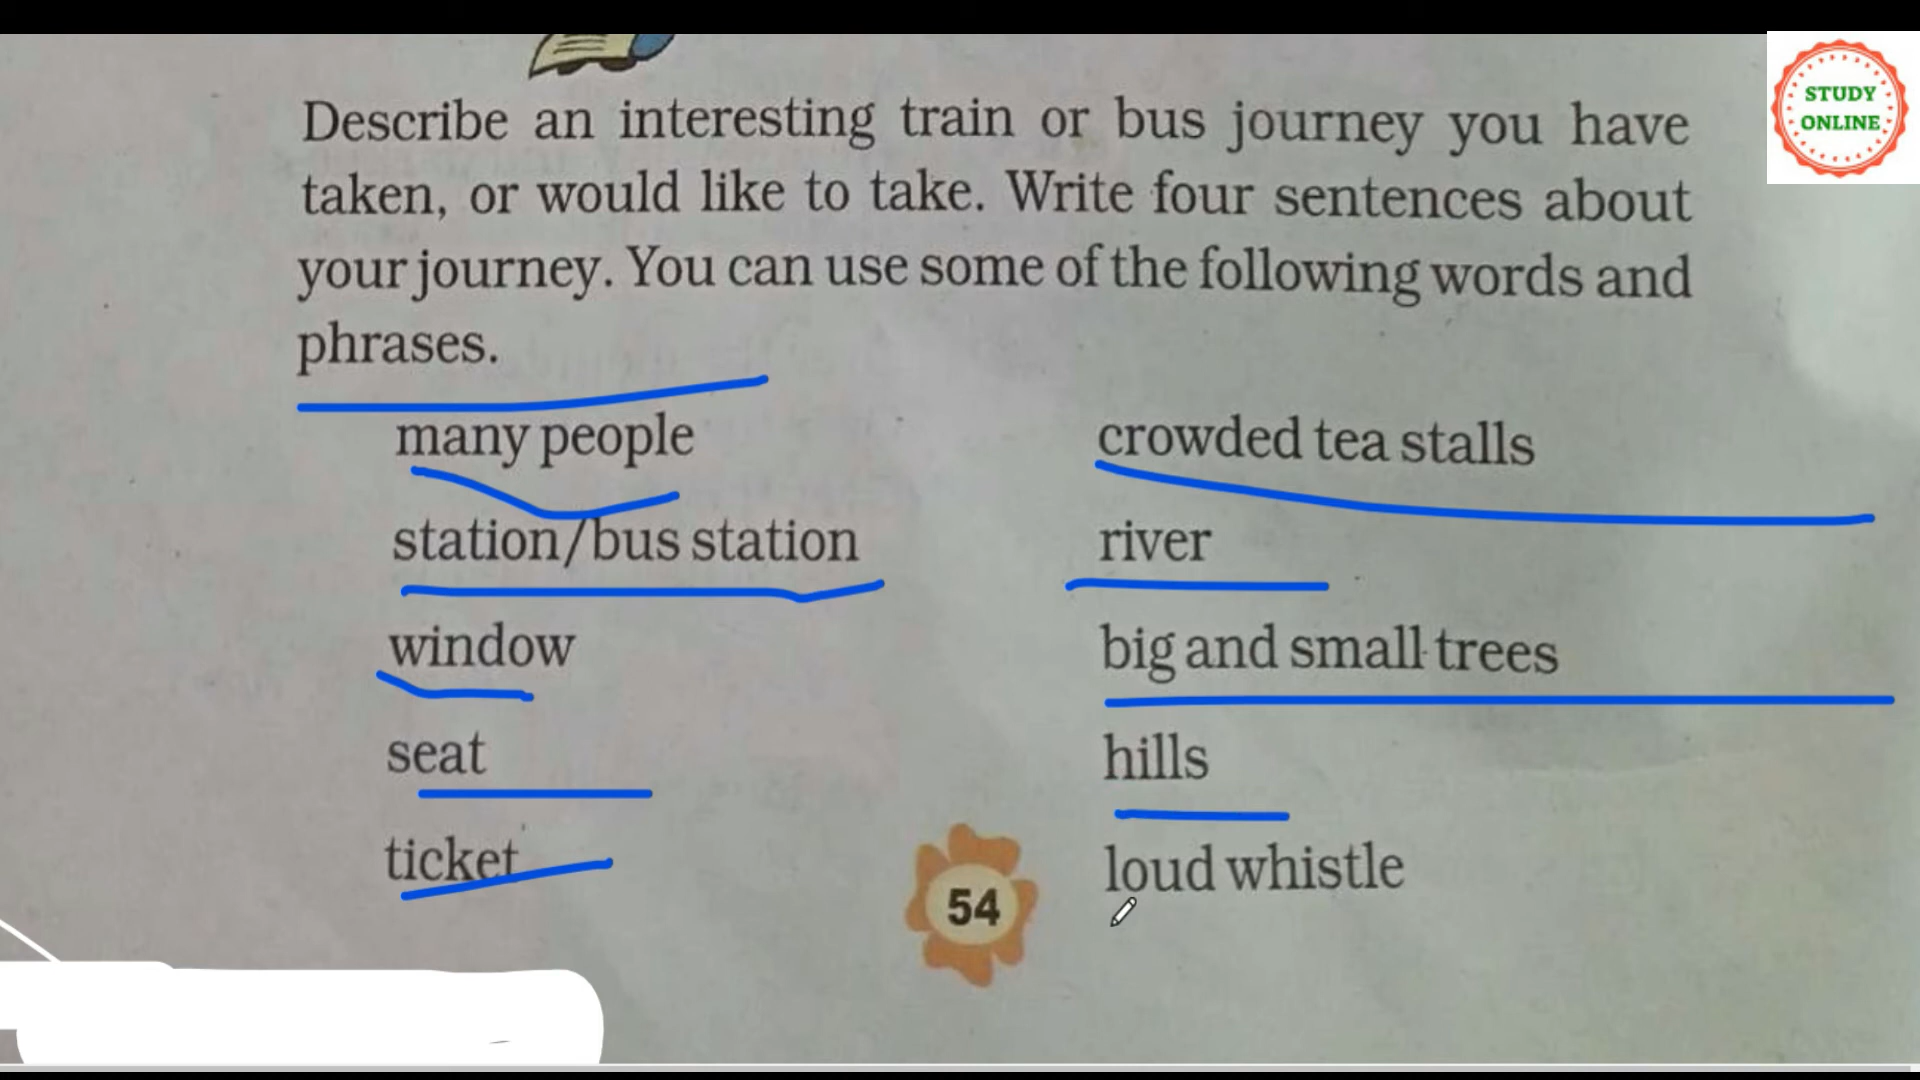 STUDY
ONLINE
Describe an interesting train or bus journey you have
taken, or would like to take. Write four sentences about
your journey. You can use some of the following words and
phrases.
many people
crowded tea stalls
station/bus station
river
window
big and small trees
seat
hills
ticket
loud whistle
54